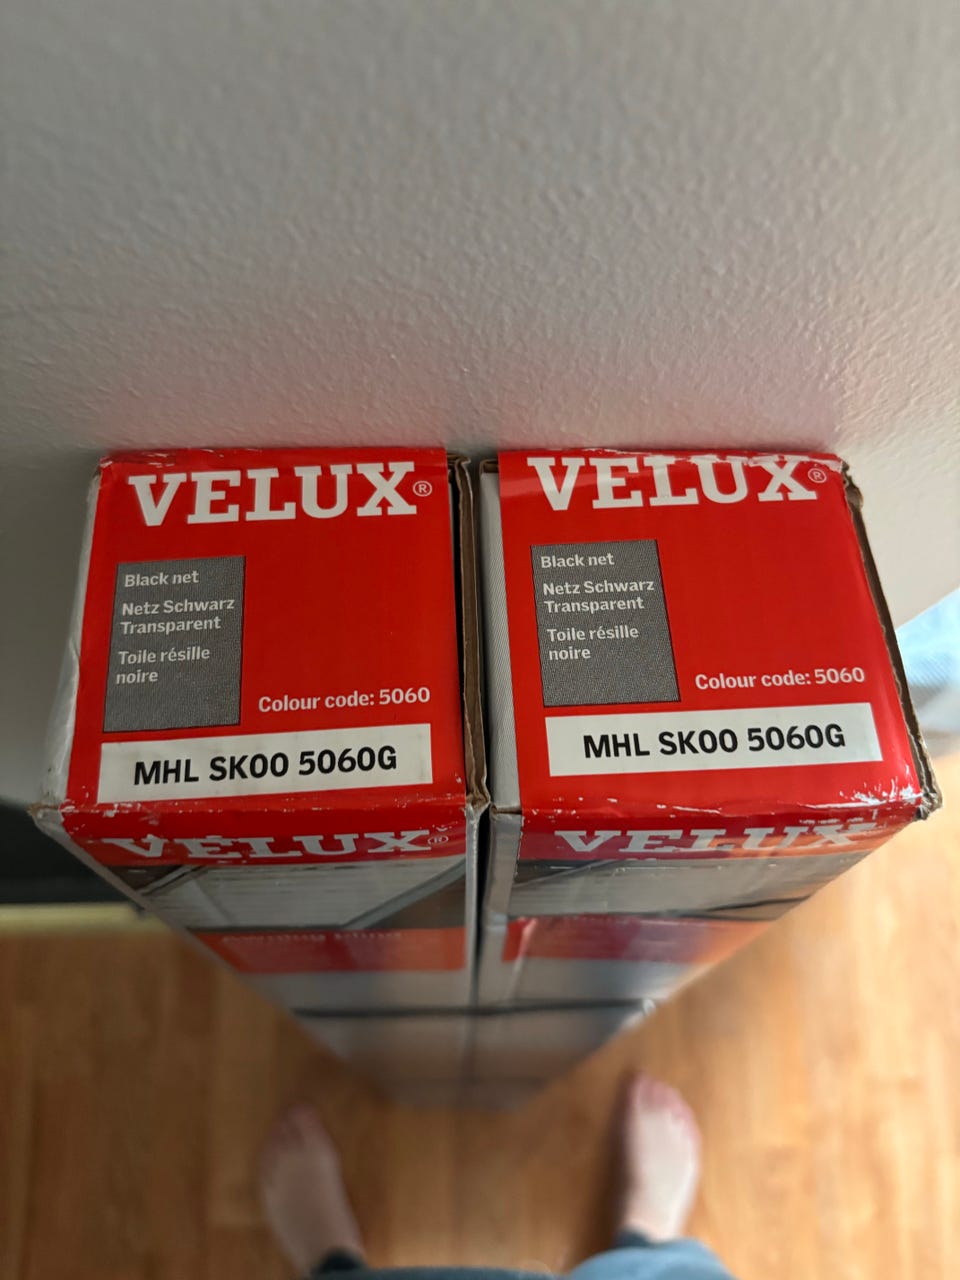 VELUX®
Black net
Netz Schwarz
Transparent
Toile résille
noire
Colour code: 5060
MHL SK00 5060G
VELUX®
VELUX®
Black net
Netz Schwarz
Transparent
Toile résille
noire
Colour code: 5060
MHL SK00 5060G
VELUX